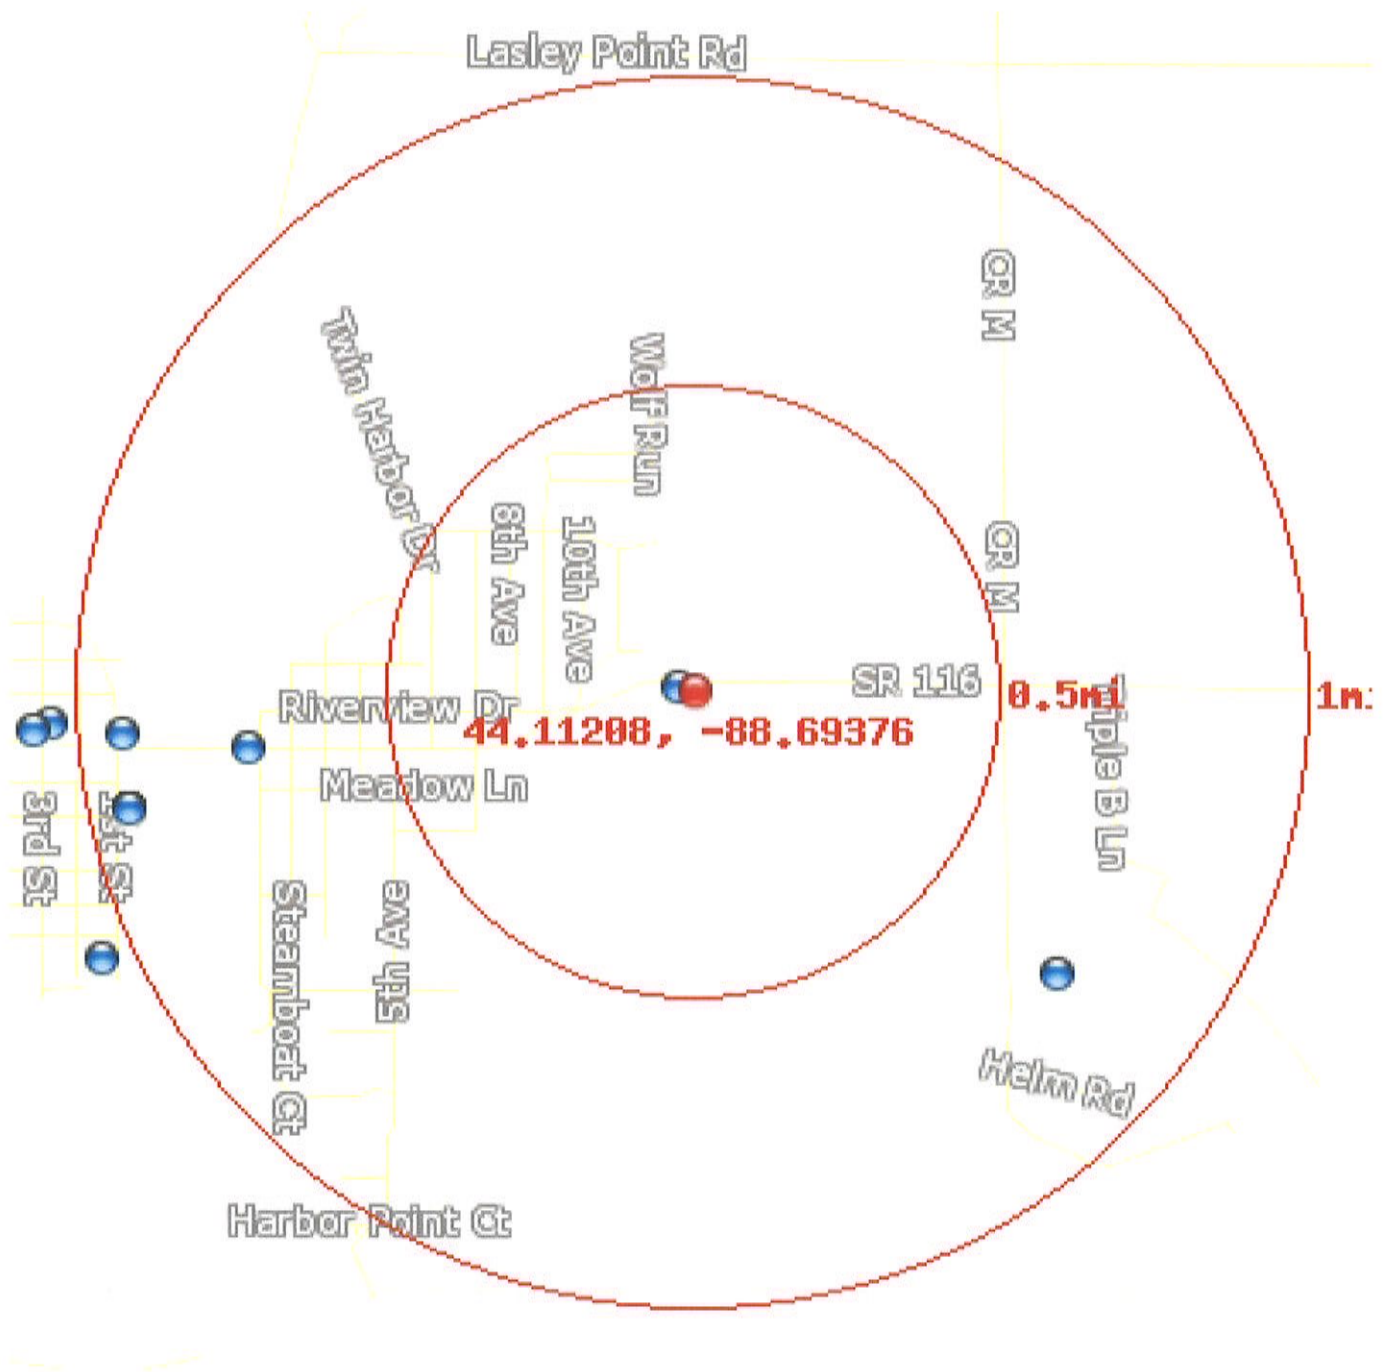 Lasley Point Rd
CR M
Twin Harbor Dr
Wolf Run
8th Ave
10th Ave
CR M
SR 116
Riverview Dr
0.5mi
1mi
44.11208, -88.69376
Triple B Ln
Meadow Ln
3rd St
1st St
Steamboat Ct
5th Ave
Helm Rd
Harbor Point Ct